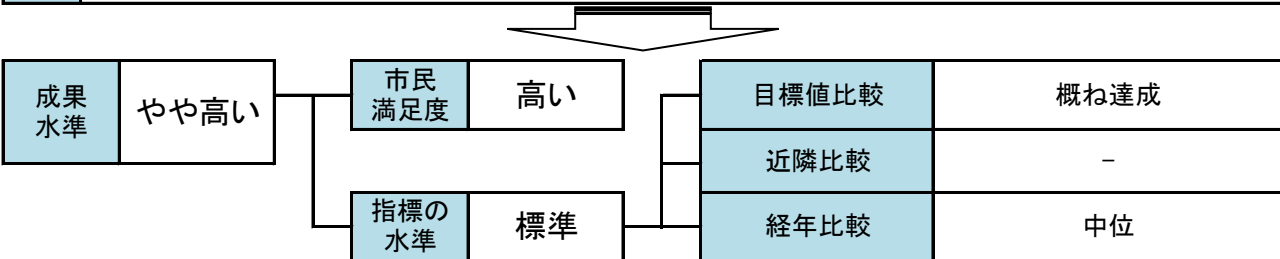 成果
水準
やや高い
市民
満足度
高い
指標の
水準
標準
目標値比較
概ね達成
近隣比較
－
経年比較
中位